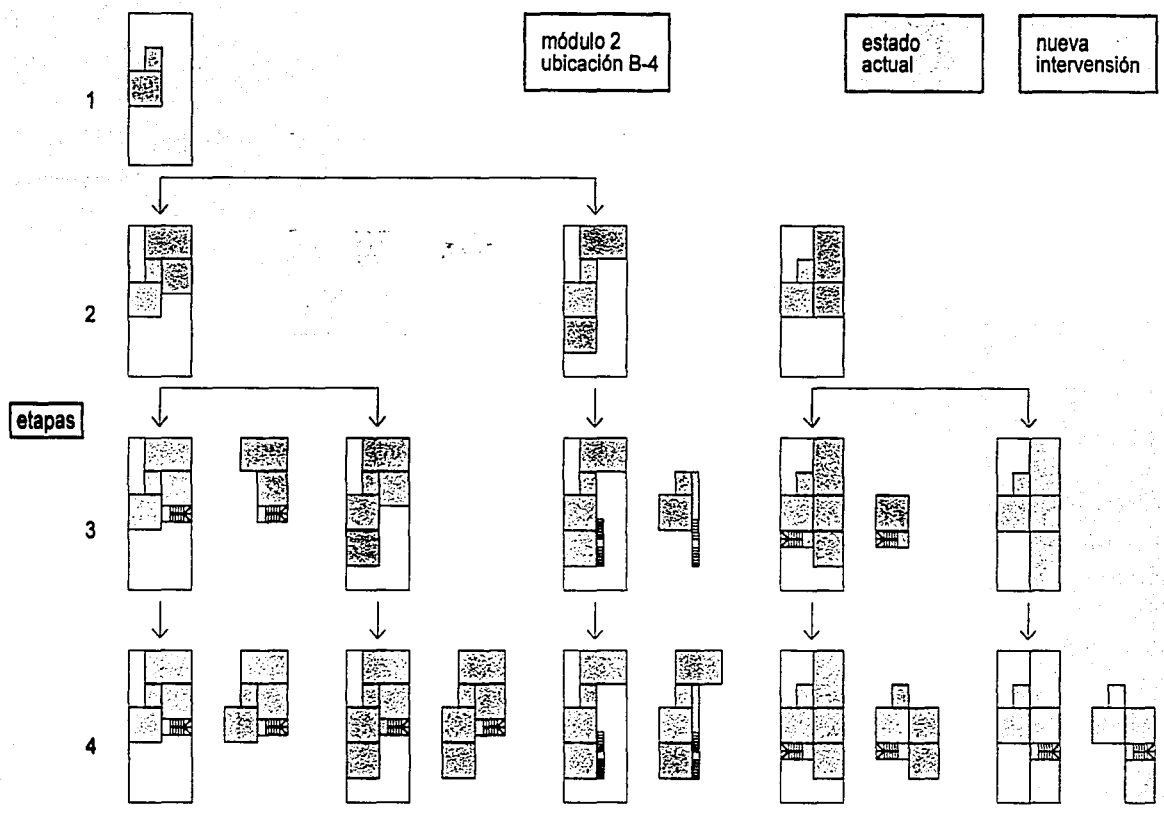 módulo 2
ubicación B-4
estado
actual
nueva
intervensión
1
2
etapas
3
4